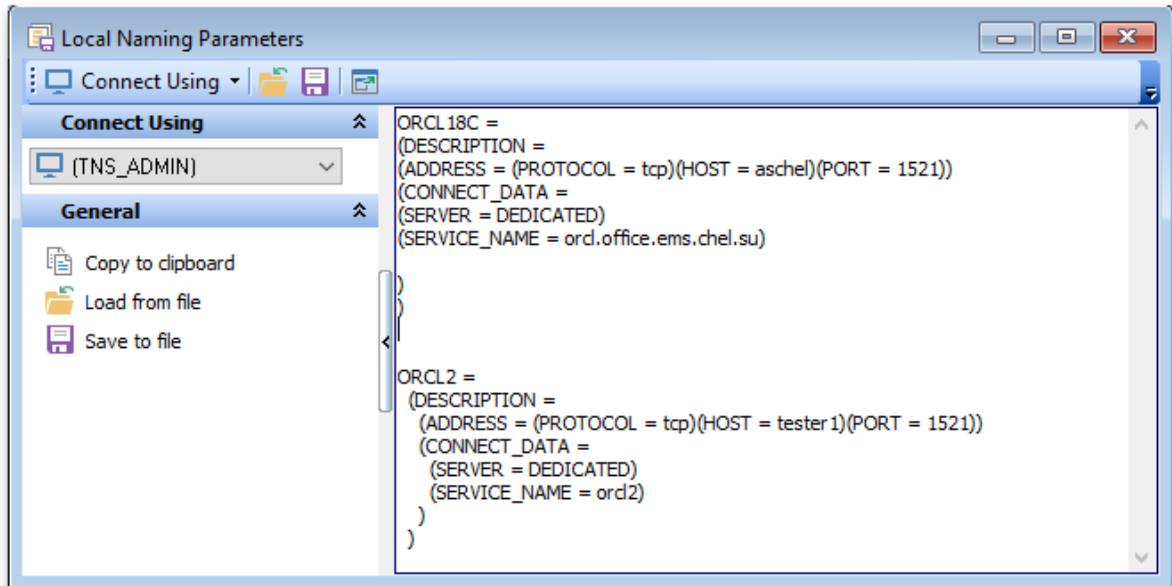 Local Naming Parameters
Connect Using
Connect Using
(TNS_ADMIN)
General
Copy to clipboard
Load from file
Save to file
ORCL18C =
(DESCRIPTION =
(ADDRESS = (PROTOCOL = tcp)(HOST = aschel)(PORT = 1521))
(CONNECT_DATA =
(SERVER = DEDICATED)
(SERVICE_NAME = orcl.office.ems.chel.su)
)
)
ORCL2 =
(DESCRIPTION =
(ADDRESS = (PROTOCOL = tcp)(HOST = tester1)(PORT = 1521))
(CONNECT_DATA =
(SERVER = DEDICATED)
(SERVICE_NAME = orcl2)
)
)